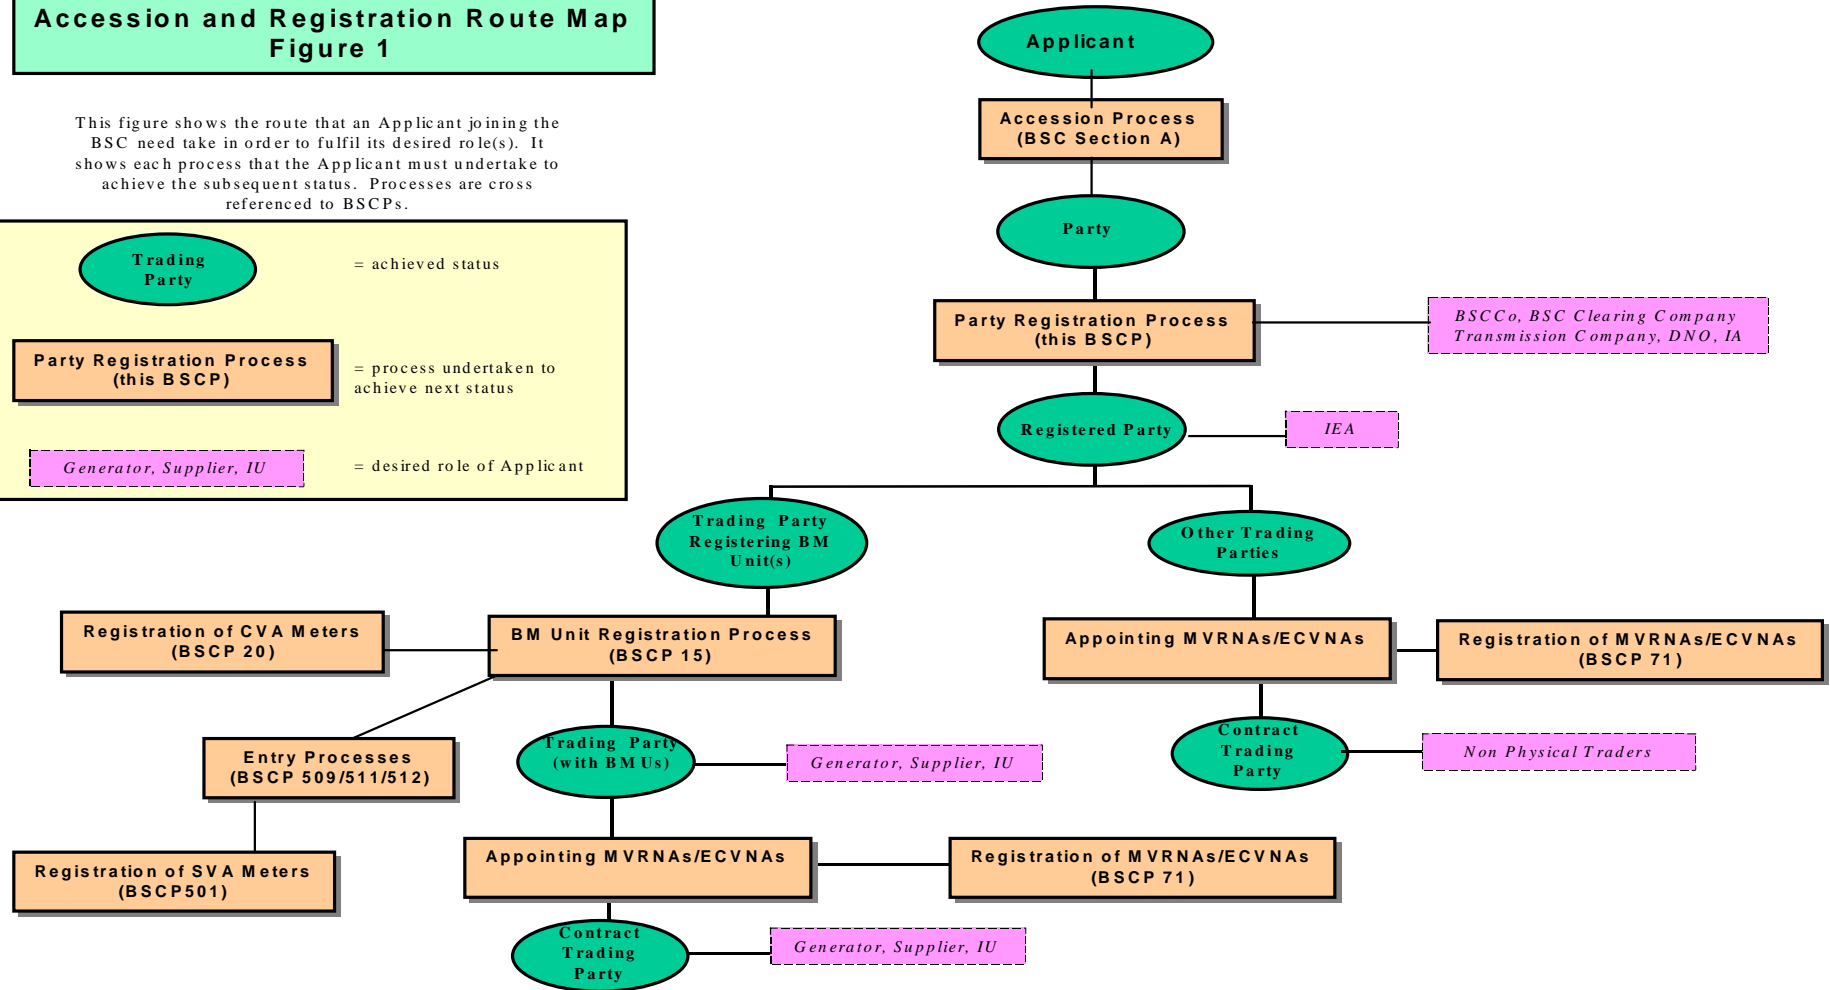 Accession and Registration Route Map
Figure 1
This figure shows the route that an Applicant joining the
BSC need take in order to fulfil its desired role(s). It
shows each process that the Applicant must undertake to
achieve the subsequent status. Processes are cross
referenced to BSCPs.
Trading
Party
= achieved status
Party Registration Process
(this BSCP)
= process undertaken to
achieve next status
Generator, Supplier, IU
= desired role of Applicant
Applicant
Accession Process
(BSC Section A)
Party
Party Registration Process
(this BSCP)
BSCCo, BSC Clearing Company
Transmission Company, DNO, IA
Registered Party
IEA
Trading Party
Registering BM
Unit(s)
Other Trading
Parties
Registration of CVA Meters
(BSCP 20)
BM Unit Registration Process
(BSCP 15)
Appointing MVRNAs/ECVNAs
Registration of MVRNAs/ECVNAs
(BSCP 71)
Entry Processes
(BSCP 509/511/512)
Trading Party
(with BMUs)
Generator, Supplier, IU
Contract
Trading
Party
Non Physical Traders
Registration of SVA Meters
(BSCP501)
Appointing MVRNAs/ECVNAs
Registration of MVRNAs/ECVNAs
(BSCP 71)
Contract
Trading
Party
Generator, Supplier, IU